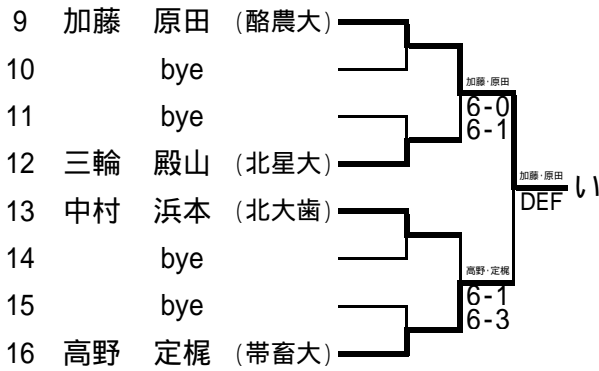 9 加藤 原田 (酪農大)
10 bye
11 bye
12 三輪 殿山 (北星大)
13 中村 浜本 (北大歯)
14 bye
15 bye
16 高野 定梶 (帯畜大)
加藤・原田
6-0
6-1
高野・定梶
6-1
6-3
加藤・原田
DEF
い